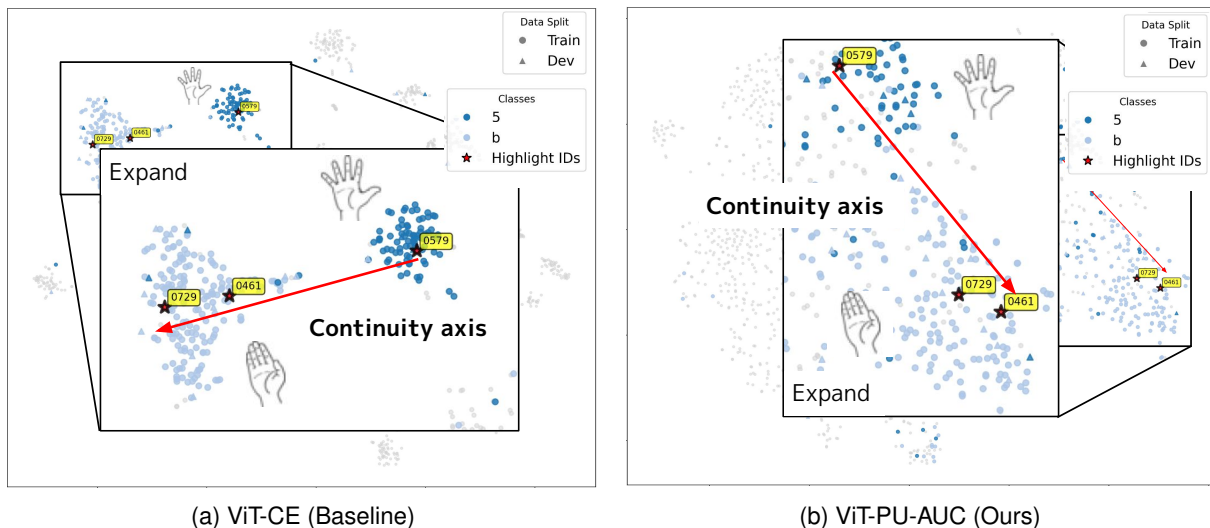 Data Split
Train
Dev
Classes
5
b
Highlight IDs
0579
0461
0729
Expand
0579
0461
0729
Continuity axis
(a) ViT-CE (Baseline)
Data Split
Train
Dev
Classes
5
b
Highlight IDs
0579
Continuity axis
0729
0461
0729
0461
Expand
(b) ViT-PU-AUC (Ours)